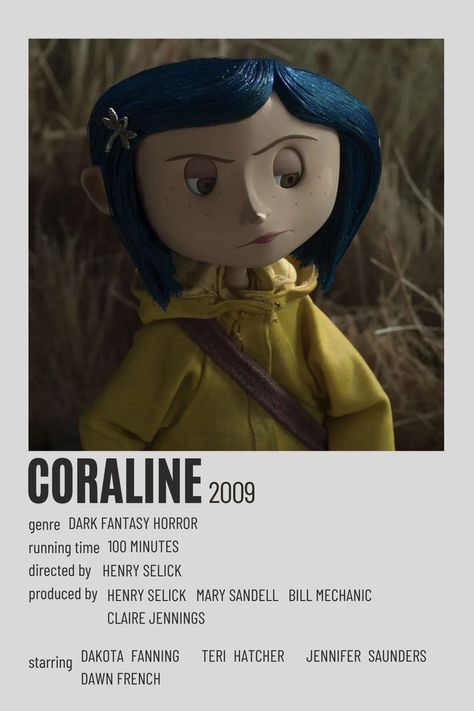 CORALINE 2009
genre DARK FANTASY HORROR
running time 100 MINUTES
directed by HENRY SELICK
produced by HENRY SELICK MARY SANDELL BILL MECHANIC
CLAIRE JENNINGS
starring DAKOTA FANNING TERI HATCHER JENNIFER SAUNDERS
DAWN FRENCH